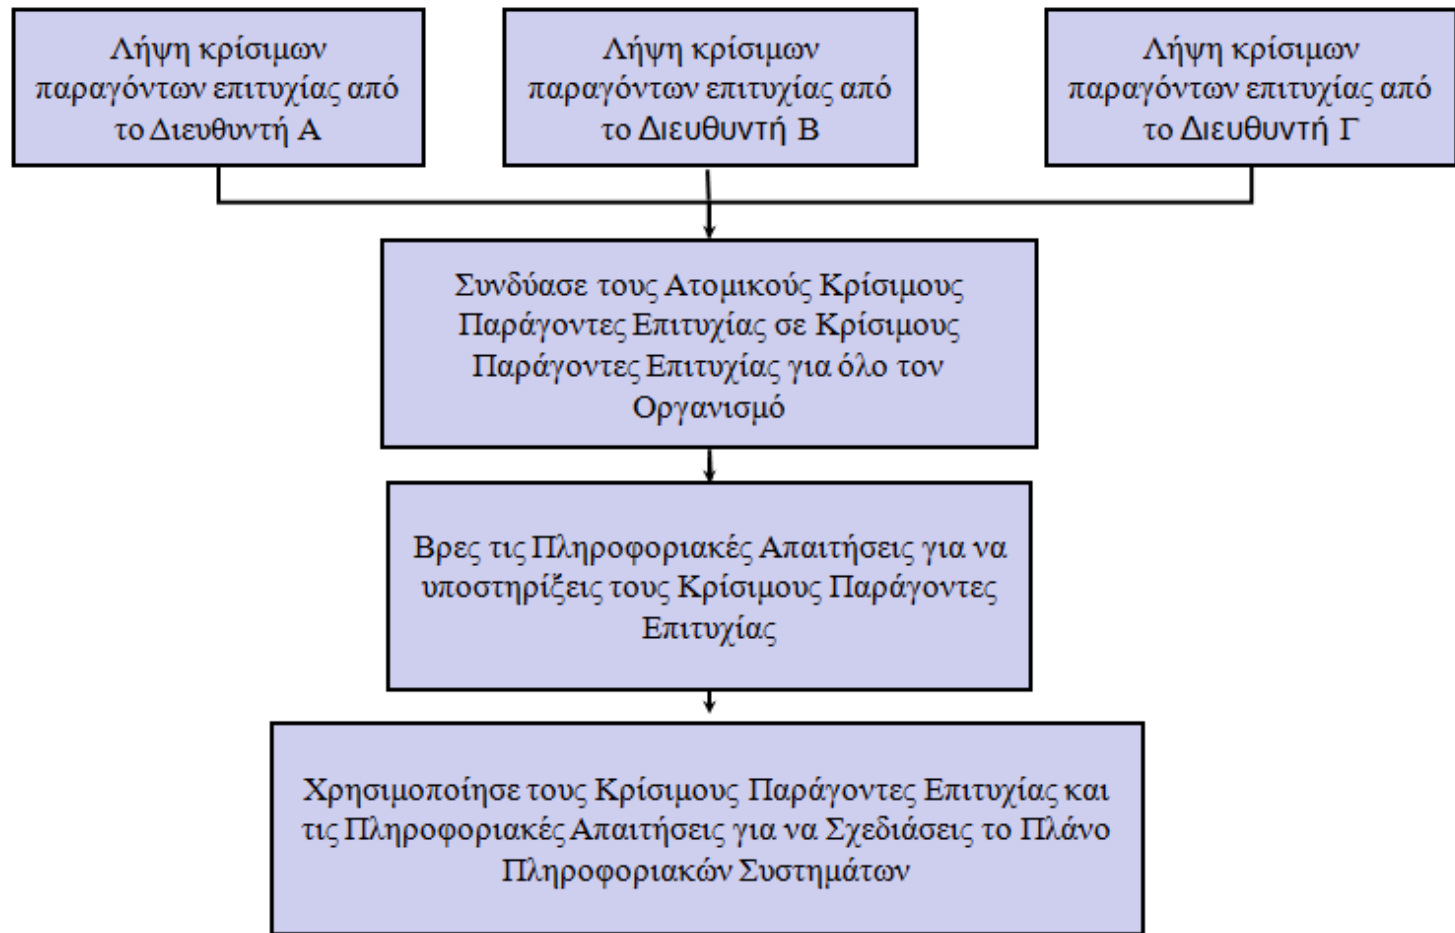 Λήψη κρίσιμων
παραγόντων επιτυχίας από
το Διευθυντή Α
Λήψη κρίσιμων
παραγόντων επιτυχίας από
το Διευθυντή Β
Λήψη κρίσιμων
παραγόντων επιτυχίας από
το Διευθυντή Γ
Συνδύασε τους Ατομικούς Κρίσιμους
Παράγοντες Επιτυχίας σε Κρίσιμους
Παράγοντες Επιτυχίας για όλο τον
Οργανισμό
Βρες τις Πληροφοριακές Απαιτήσεις για να
υποστηρίξεις τους Κρίσιμους Παράγοντες
Επιτυχίας
Χρησιμοποίησε τους Κρίσιμους Παράγοντες Επιτυχίας και
τις Πληροφοριακές Απαιτήσεις για να Σχεδιάσεις το Πλάνο
Πληροφοριακών Συστημάτων